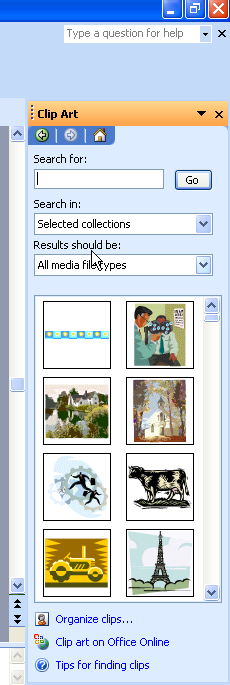 Type a question for help
Clip Art
Search for:
Go
Search in:
Selected collections
Results should be:
All media file types
Organize clips...
Clip art on Office Online
Tips for finding clips